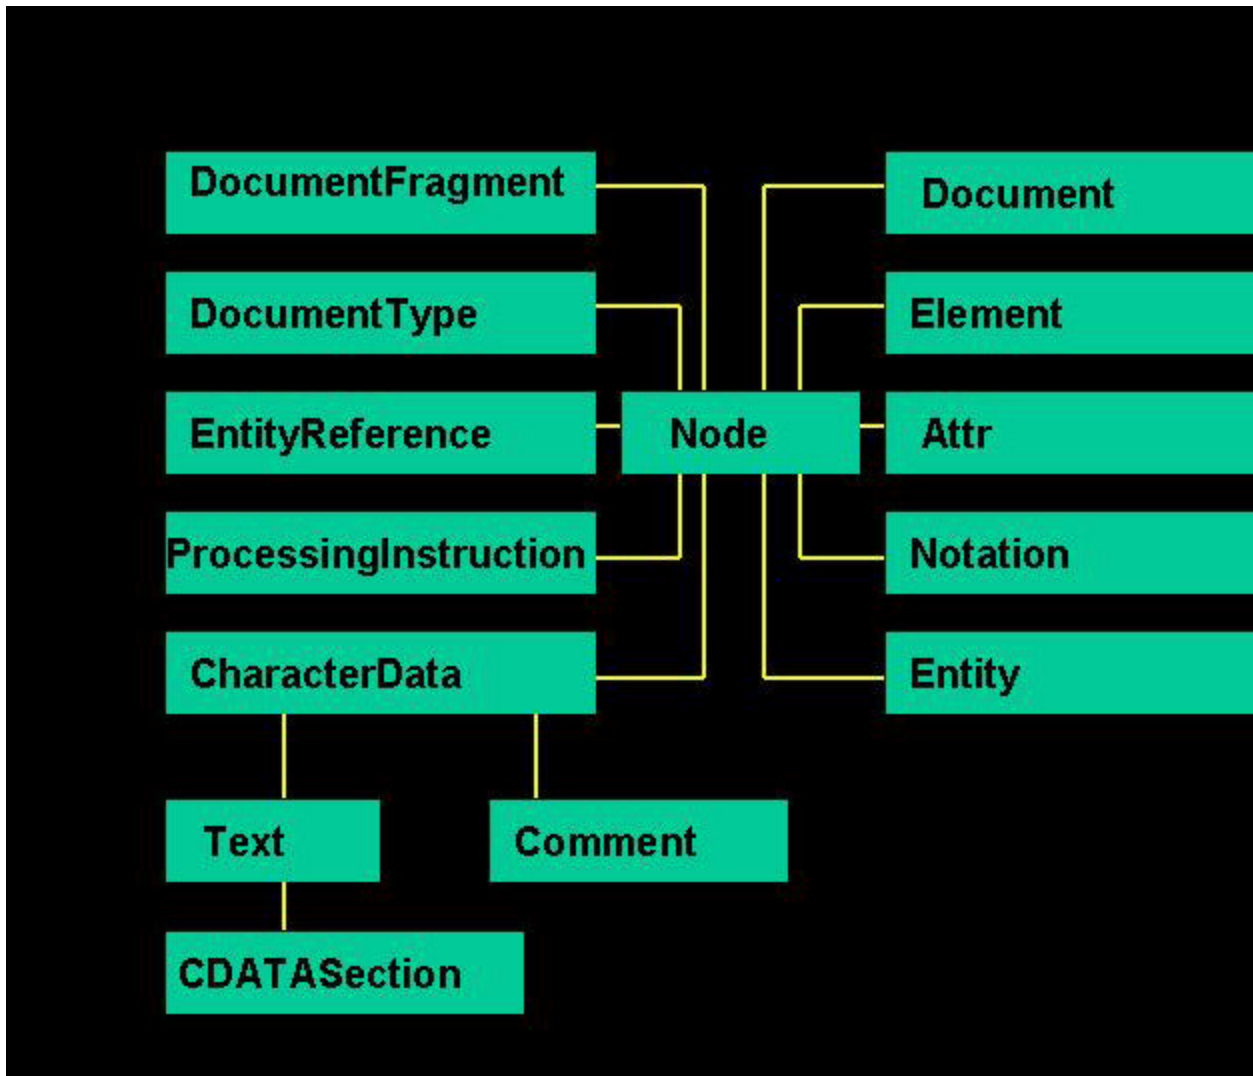 DocumentFragment
Document
DocumentType
Element
EntityReference
Node
Attr
ProcessingInstruction
Notation
CharacterData
Entity
Text
Comment
CDATASection